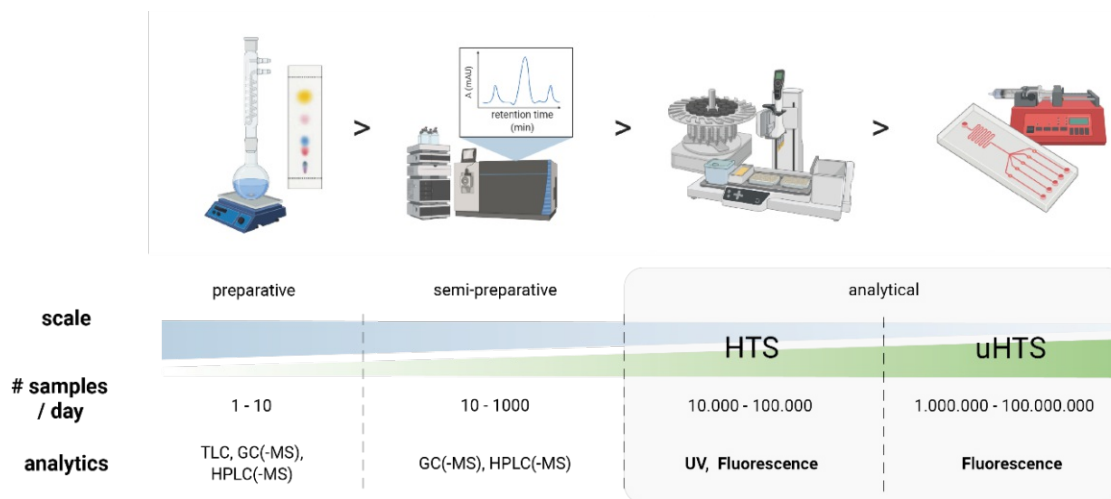 A (mAU)
retention time
(min)
>
>
>
scale
preparative
semi-preparative
analytical
HTS
uHTS
# samples
/ day
1 - 10
10 - 1000
10.000 - 100.000
1.000.000 - 100.000.000
analytics
TLC, GC(-MS),
HPLC(-MS)
GC(-MS), HPLC(-MS)
UV, Fluorescence
Fluorescence